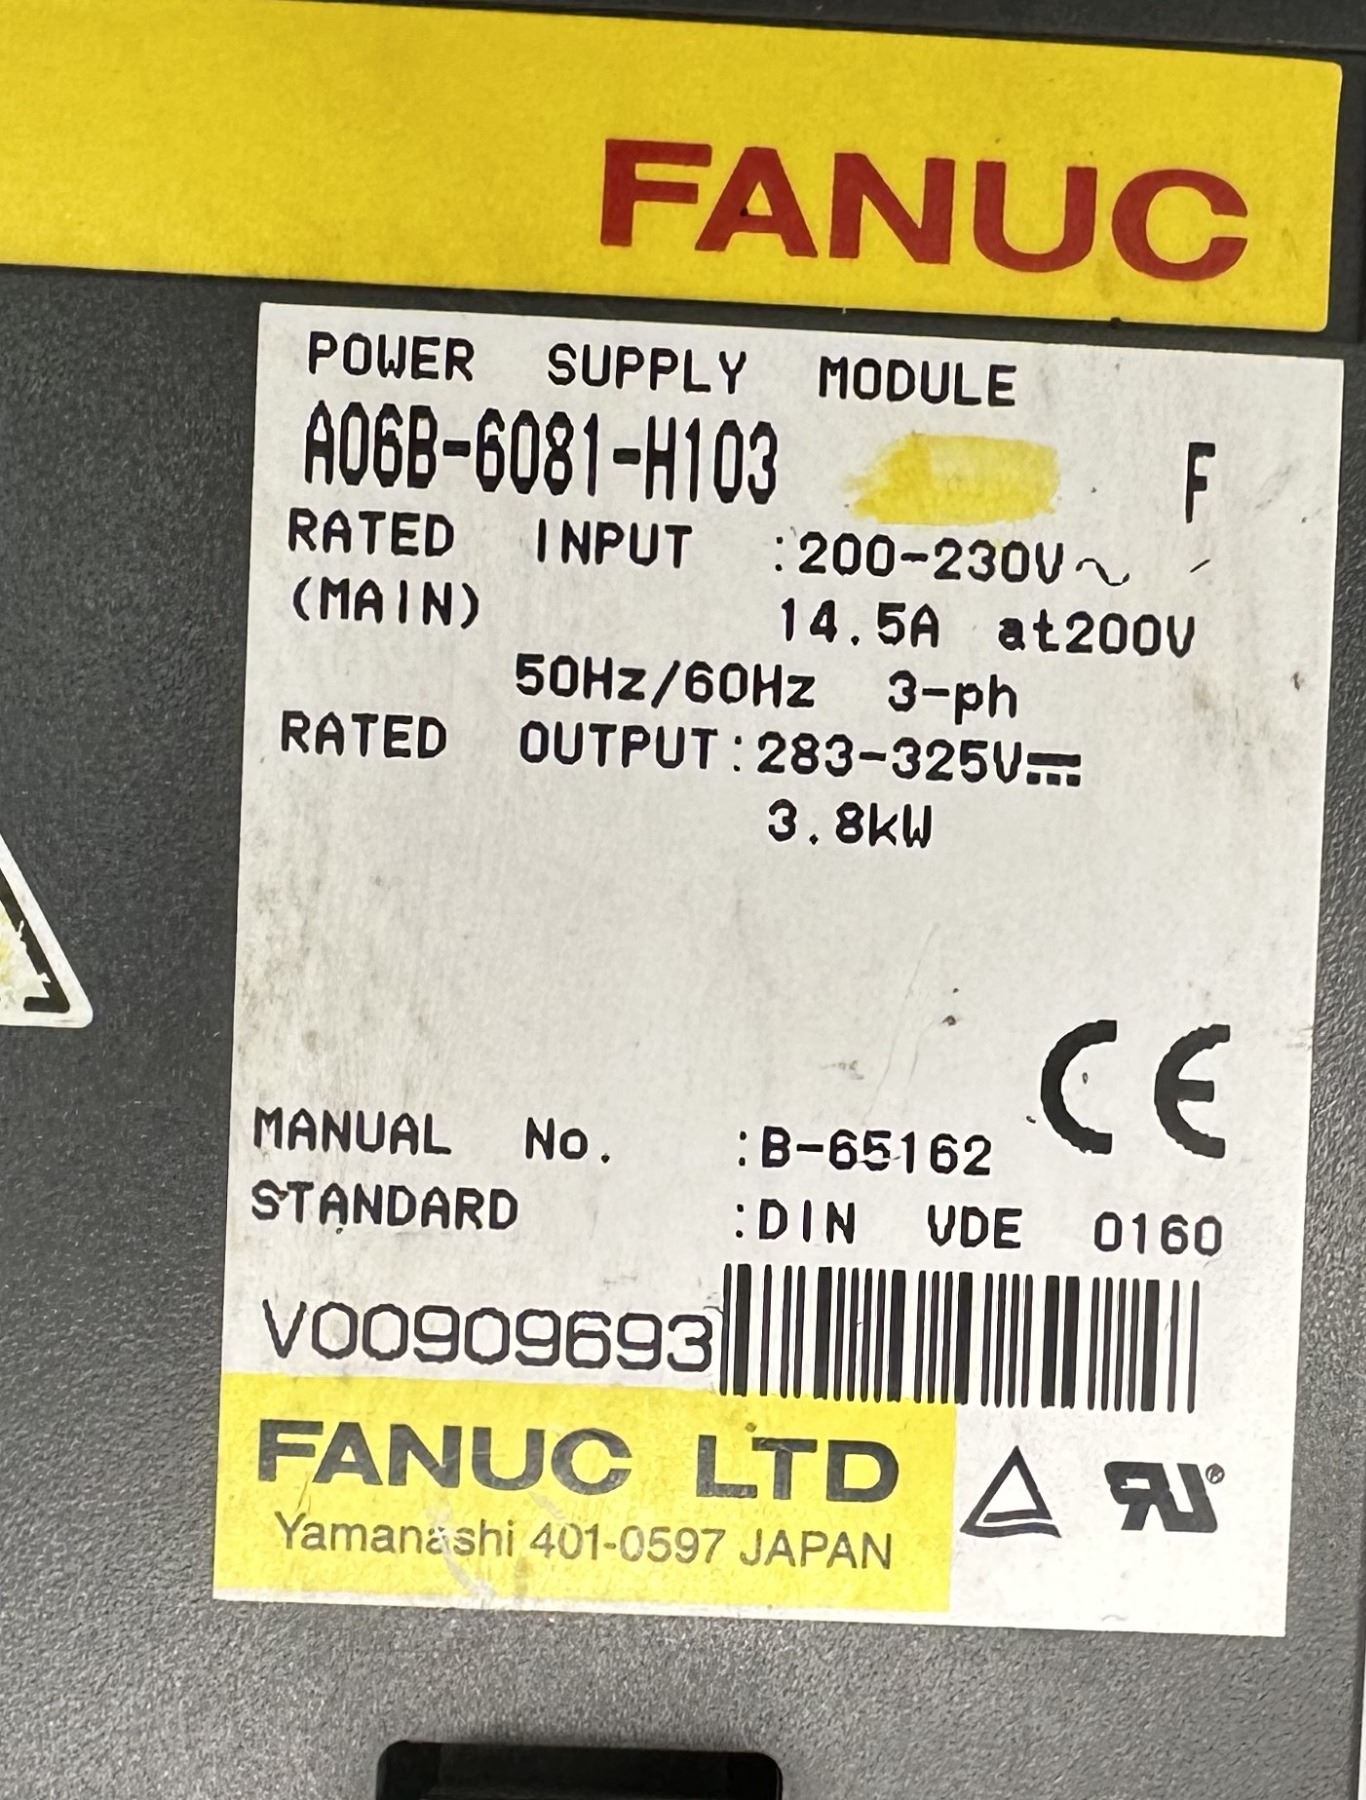 FANUC
POWER SUPPLY MODULE
A06B-6081-H103 F
RATED INPUT :200-230V~
(MAIN) 14.5A at200V
50Hz/60Hz 3-ph
RATED OUTPUT:283-325V⎓
3.8kW
CE
MANUAL No. :B-65162
STANDARD :DIN VDE 0160
V00909693
FANUC LTD
Yamanashi 401-0597 JAPAN
RU®